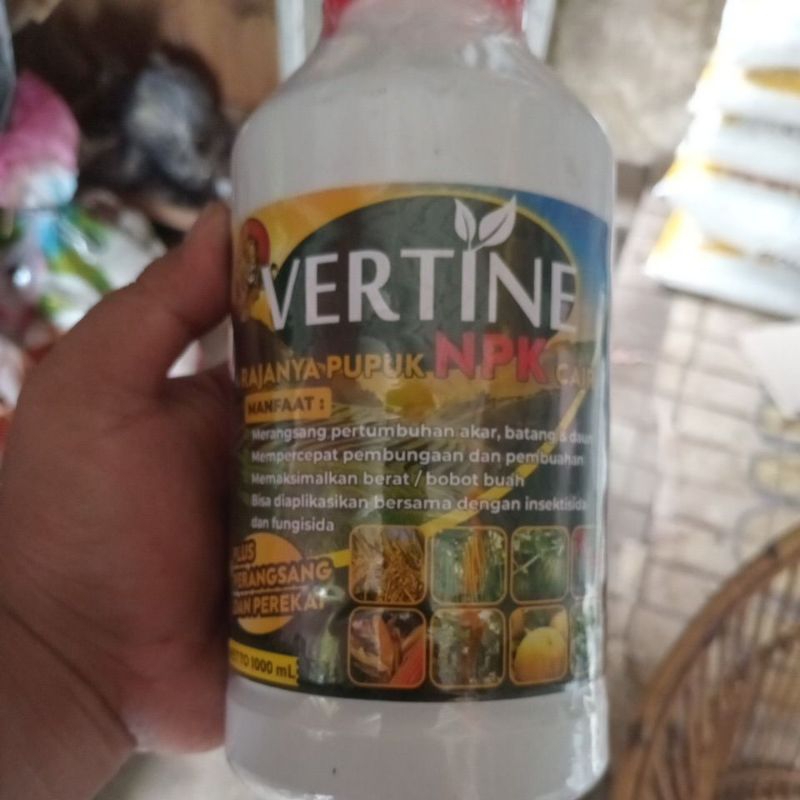 VERTINE
RAJANYA PUPUK NPK
MANFAAT :
Merangsang pertumbuhan akar, batang & daun
Mempercepat pembungaan dan pembuahan
Memaksimalkan berat / bobot buah
Bisa diaplikasikan bersama dengan insektisida
dan fungisida
PLUS
PERANGSANG
DAN PEREKAT
NETTO 1000 mL